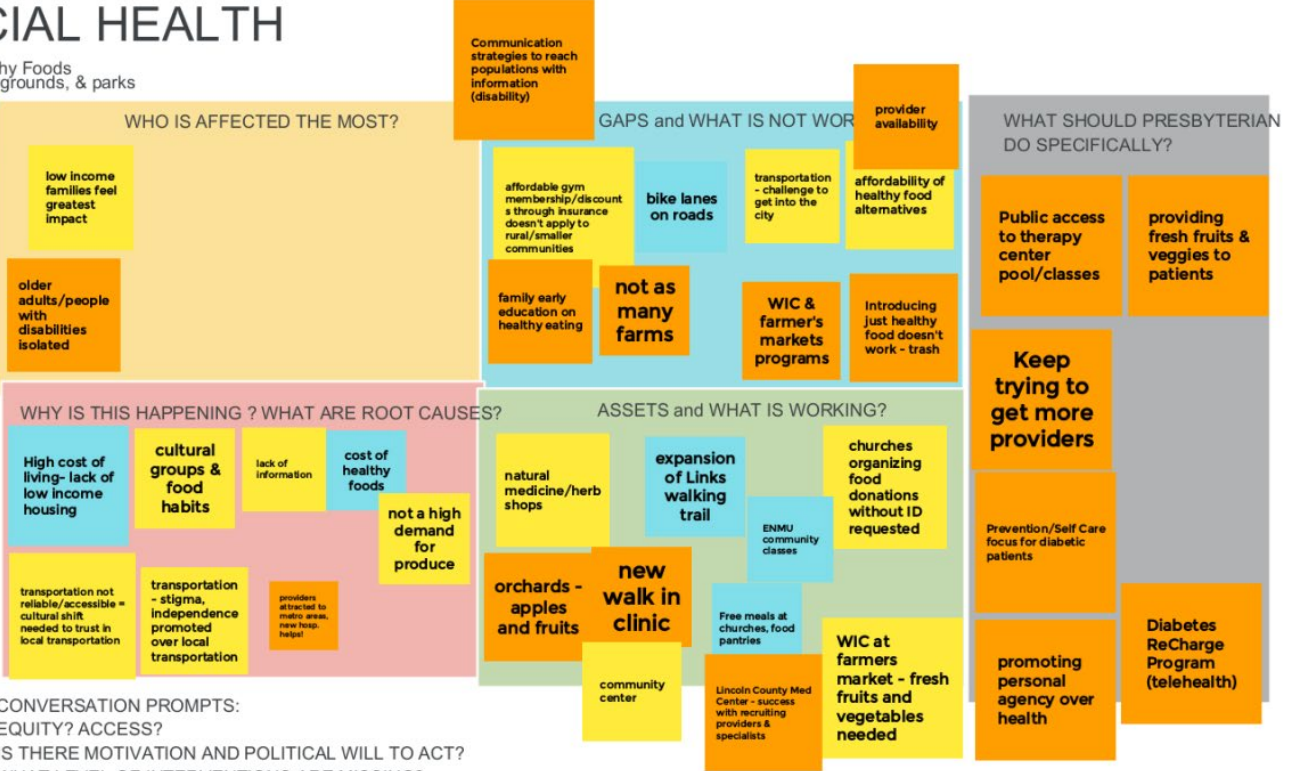 CIAL HEALTH
hy Foods
grounds, & parks
Communication
strategies to reach
populations with
information
(disability)
WHO IS AFFECTED THE MOST?
low income
families feel
greatest
impact
older
adults/people
with
disabilities
isolated
GAPS and WHAT IS NOT WOR
provider
availability
affordable gym
membership/discount
s through insurance
doesn't apply to
rural/smaller
communities
bike lanes
on roads
transportation
- challenge to
get into the
city
affordability of
healthy food
alternatives
family early
education on
healthy eating
not as
many
farms
WIC &
farmer's
markets
programs
Introducing
just healthy
food doesn't
work - trash
WHAT SHOULD PRESBYTERIAN
DO SPECIFICALLY?
Public access
to therapy
center
pool/classes
providing
fresh fruits &
veggies to
patients
Keep
trying to
get more
providers
Prevention/Self Care
focus for diabetic
patients
promoting
personal
agency over
health
Diabetes
ReCharge
Program
(telehealth)
WHY IS THIS HAPPENING ? WHAT ARE ROOT CAUSES?
High cost of
living- lack of
low income
housing
cultural
groups &
food
habits
lack of
information
cost of
healthy
foods
not a high
demand
for
produce
transportation not
reliable/accessible =
cultural shift
needed to trust in
local transportation
transportation
- stigma,
independence
promoted
over local
transportation
providers
attracted to
metro areas,
new hosp.
helps!
ASSETS and WHAT IS WORKING?
natural
medicine/herb
shops
expansion
of Links
walking
trail
ENMU
community
classes
churches
organizing
food
donations
without ID
requested
orchards -
apples
and fruits
new
walk in
clinic
Free meals at
churches, food
pantries
community
center
Lincoln County Med
Center - success
with recruiting
providers &
specialists
WIC at
farmers
market - fresh
fruits and
vegetables
needed
CONVERSATION PROMPTS:
EQUITY? ACCESS?
IS THERE MOTIVATION AND POLITICAL WILL TO ACT?